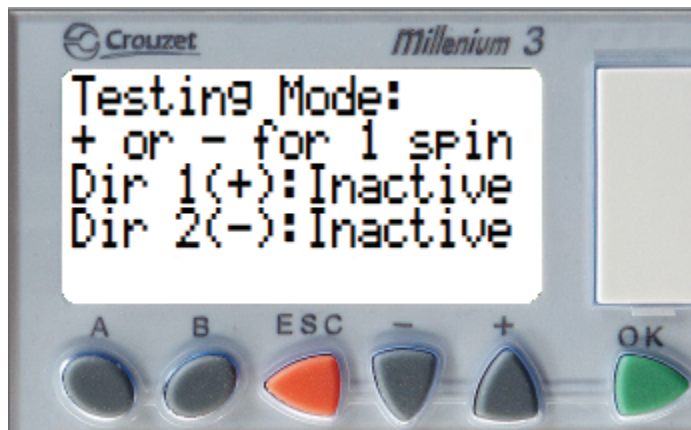 Crouzet
Millenium 3
Testing Mode:
+ or - for 1 spin
Dir 1(+):Inactive
Dir 2(-):Inactive
A B ESC - + OK